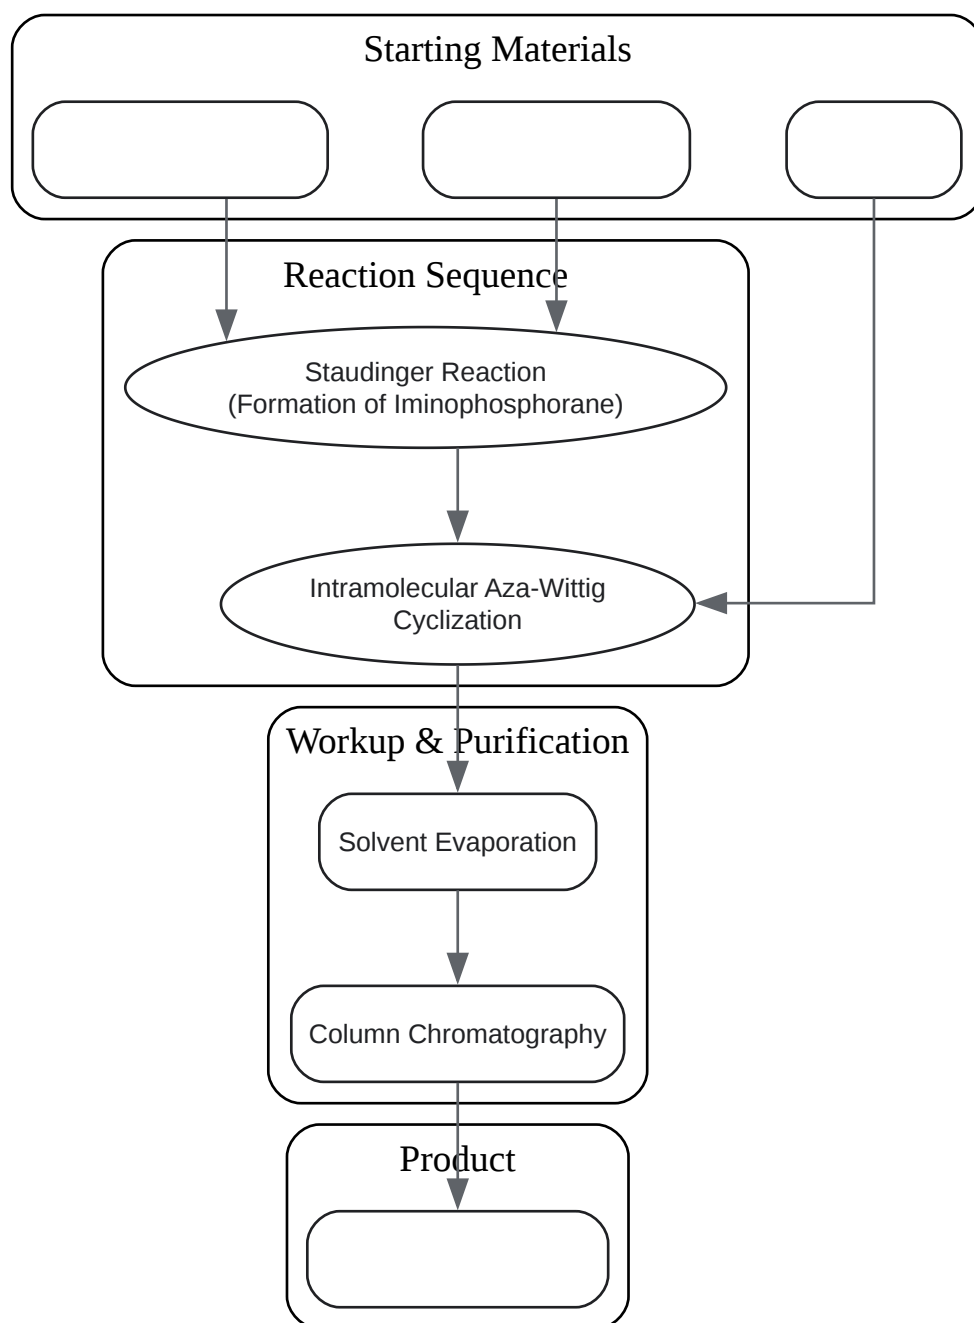 Starting Materials
Reaction Sequence
Staudinger Reaction
(Formation of Iminophosphorane)
Intramolecular Aza-Wittig
Cyclization
Workup & Purification
Solvent Evaporation
Column Chromatography
Product